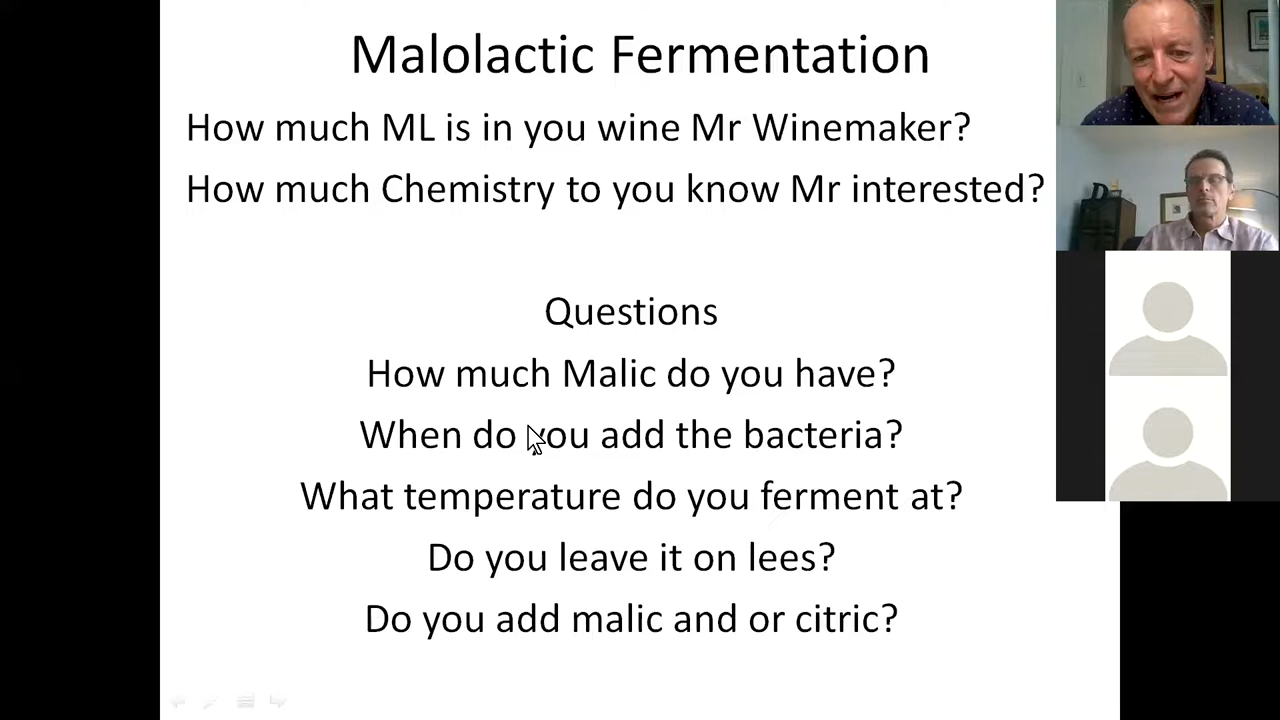 Malolactic Fermentation
How much ML is in you wine Mr Winemaker?
How much Chemistry to you know Mr interested?
Questions
How much Malic do you have?
When do you add the bacteria?
What temperature do you ferment at?
Do you leave it on lees?
Do you add malic and or citric?